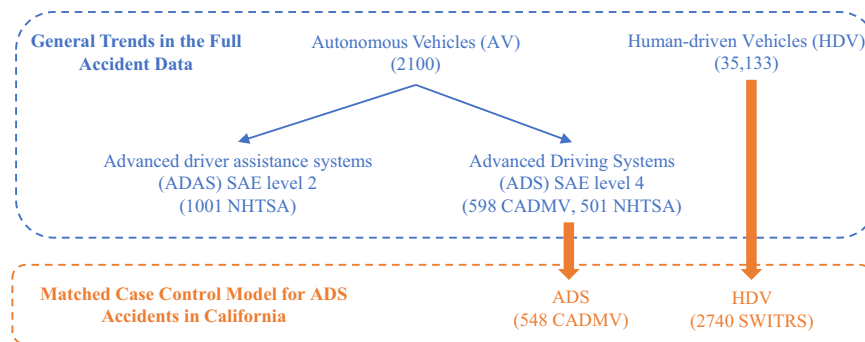 General Trends in the Full
Accident Data
Autonomous Vehicles (AV)
(2100)
Human-driven Vehicles (HDV)
(35,133)
Advanced driver assistance systems
(ADAS) SAE level 2
(1001 NHTSA)
Advanced Driving Systems
(ADS) SAE level 4
(598 CADMV, 501 NHTSA)
Matched Case Control Model for ADS
Accidents in California
ADS
(548 CADMV)
HDV
(2740 SWITRS)